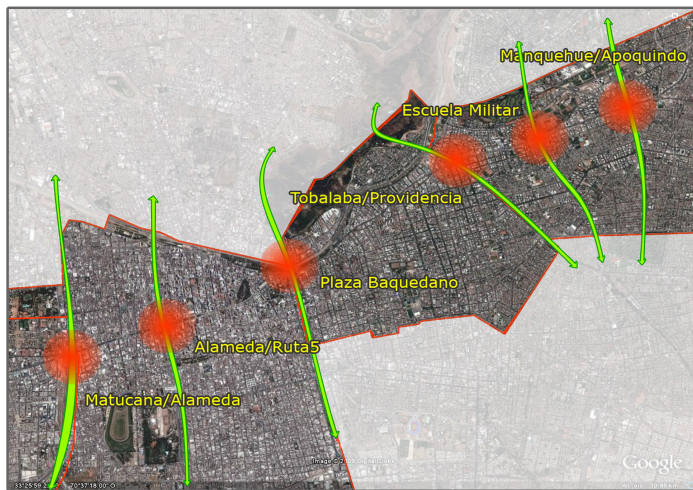 Manquehue/Apoquindo
Escuela Militar
Tobalaba/Providencia
Plaza Baquedano
Alameda/Ruta5
Matucana/Alameda
Google